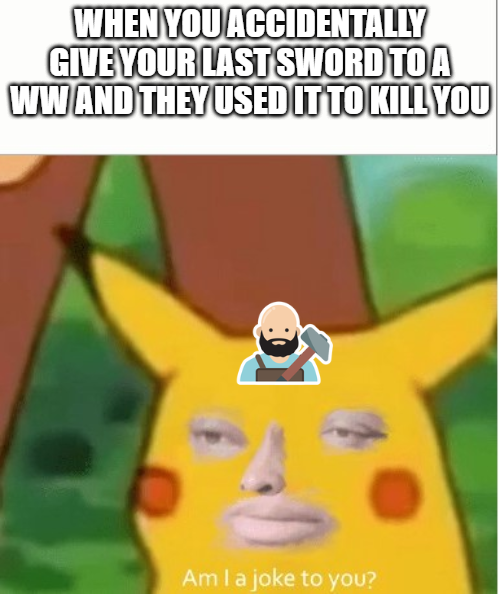 WHEN YOU ACCIDENTALLY
GIVE YOUR LAST SWORD TO A
WW AND THEY USED IT TO KILL YOU
Am I a joke to you?